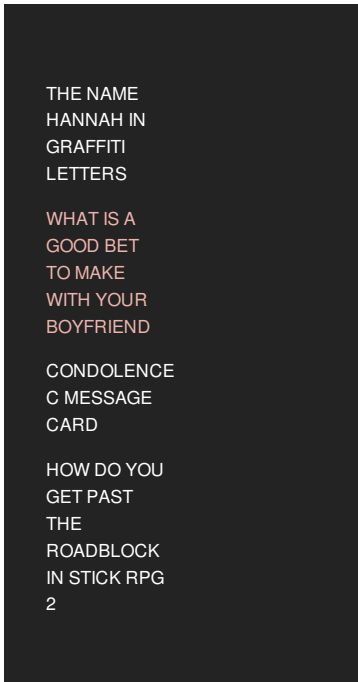 THE NAME
HANNAH IN
GRAFFITI
LETTERS
WHAT IS A
GOOD BET
TO MAKE
WITH YOUR
BOYFRIEND
CONDOLENCE
C MESSAGE
CARD
HOW DO YOU
GET PAST
THE
ROADBLOCK
IN STICK RPG
2